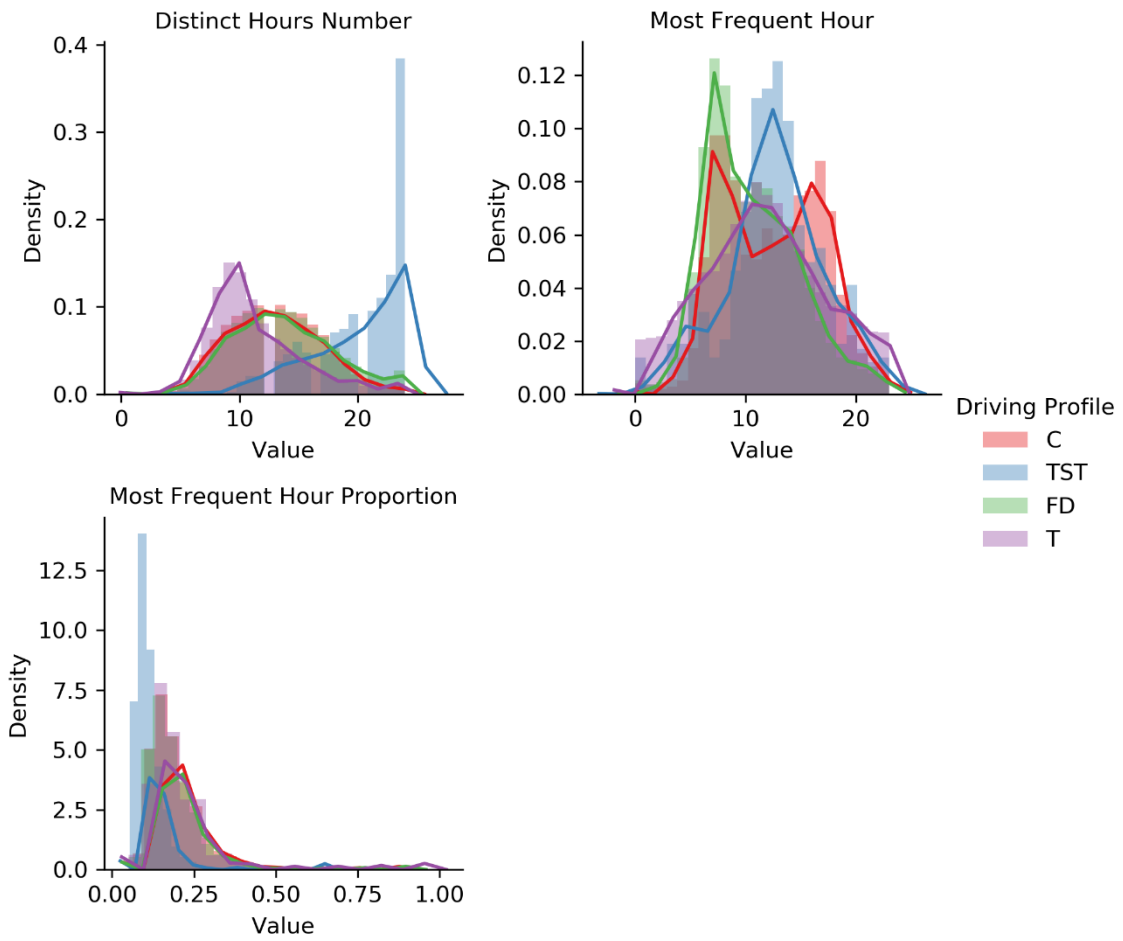 Distinct Hours Number
0.4
0.3
0.2
0.1
0.0
Density
0 10 20
Value
Most Frequent Hour
0.12
0.10
0.08
0.06
0.04
0.02
0.00
Density
0 10 20
Value
Driving Profile
C
TST
FD
T
Most Frequent Hour Proportion
12.5
10.0
7.5
5.0
2.5
0.0
Density
0.00 0.25 0.50 0.75 1.00
Value